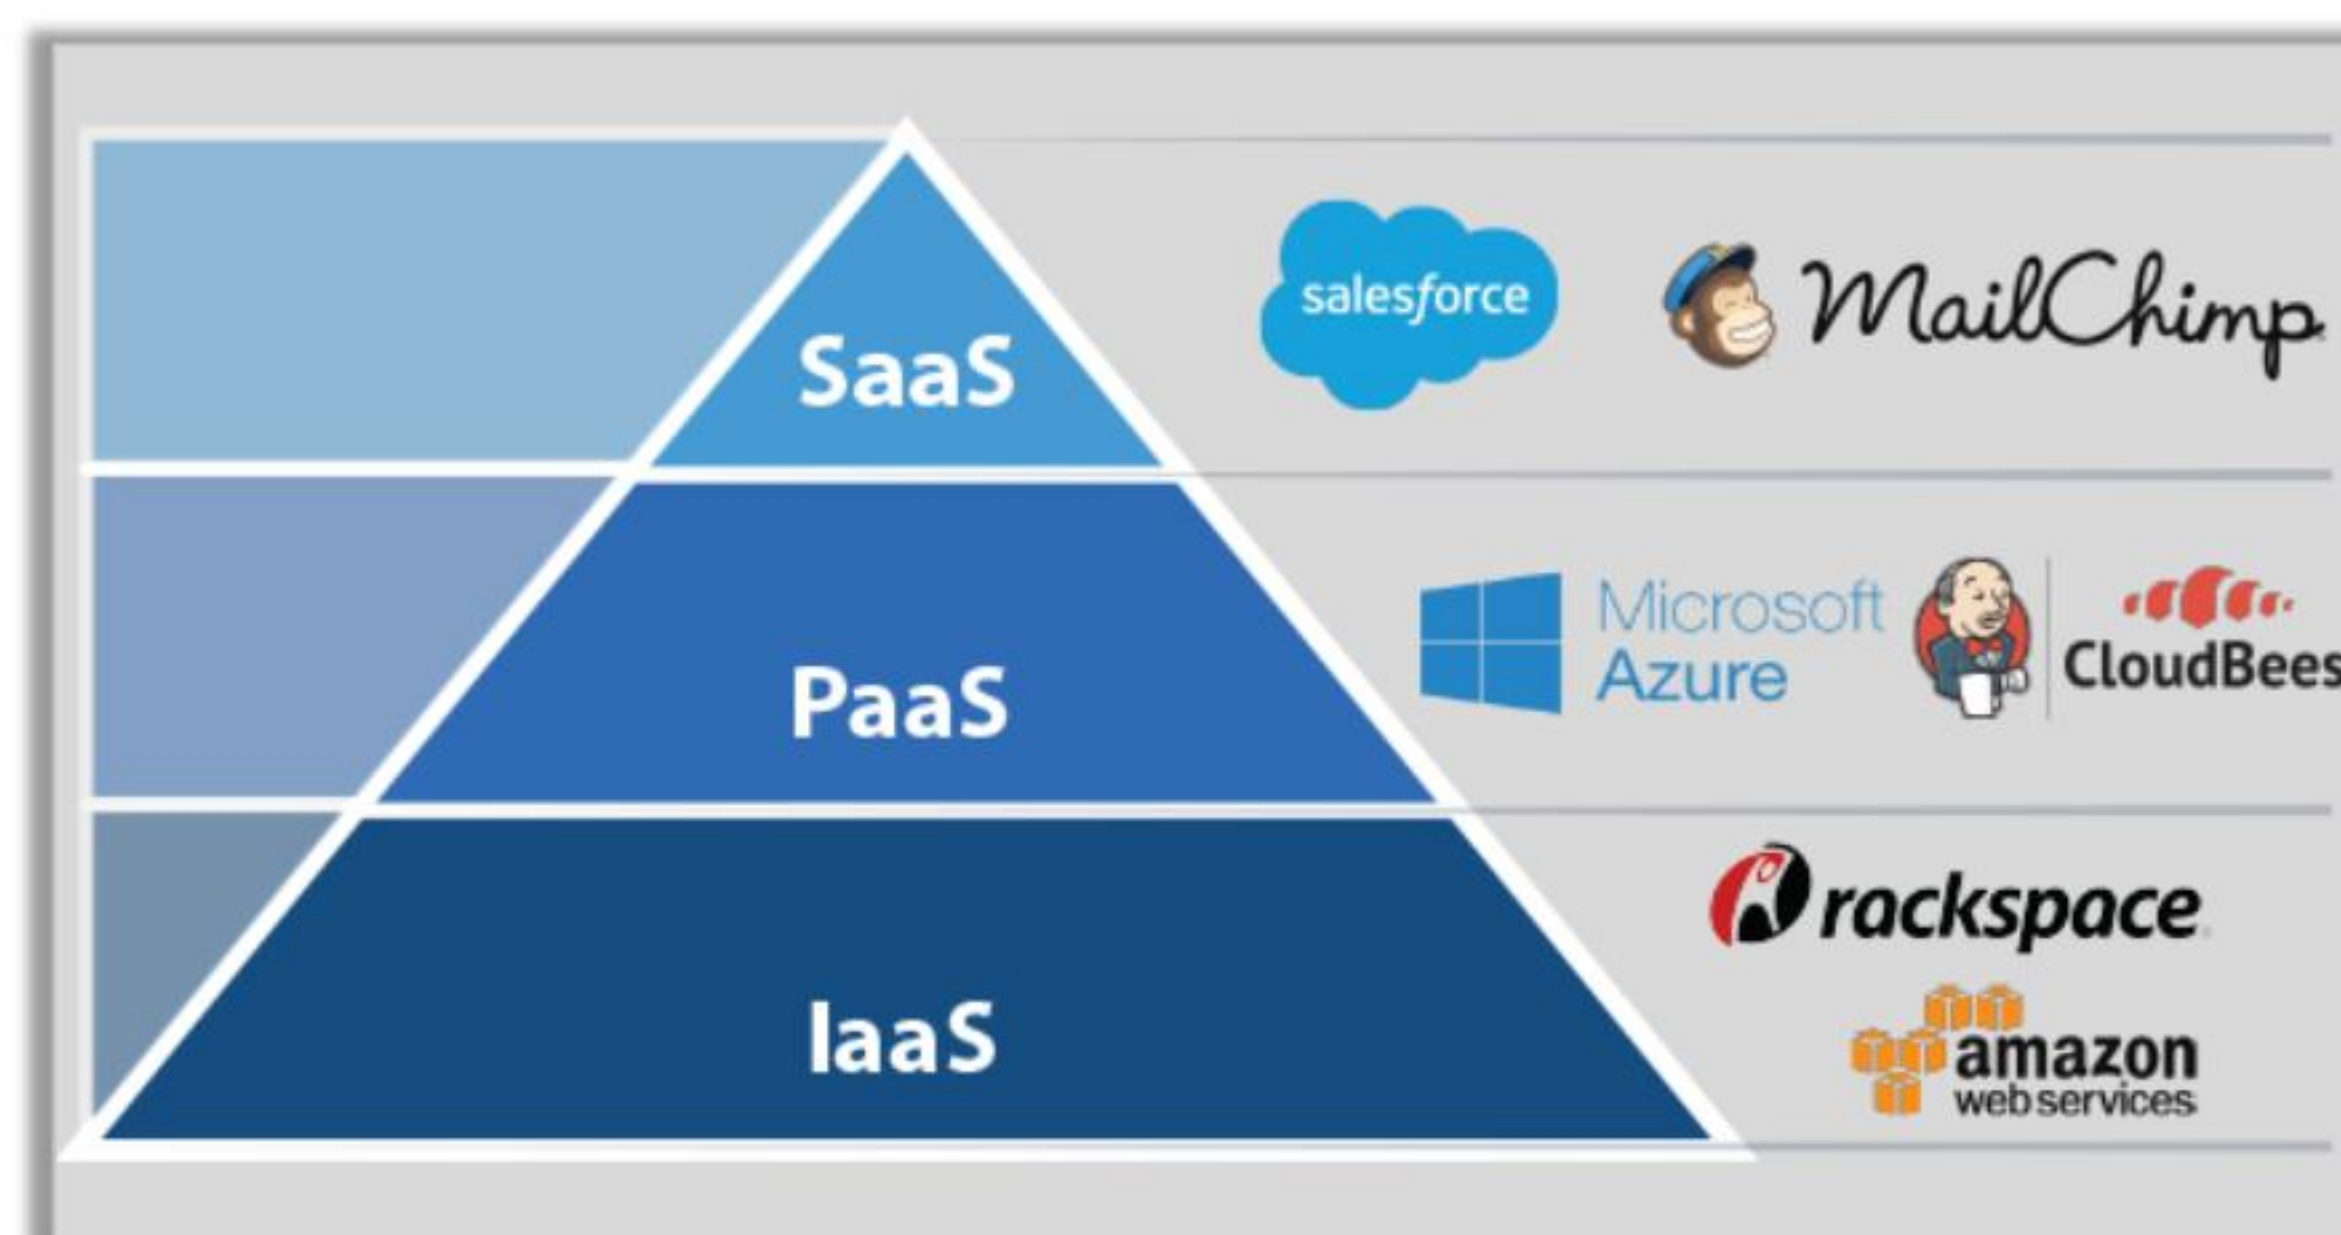 SaaS
salesforce
MailChimp
PaaS
Microsoft
Azure
CloudBees
IaaS
rackspace
amazon
web services